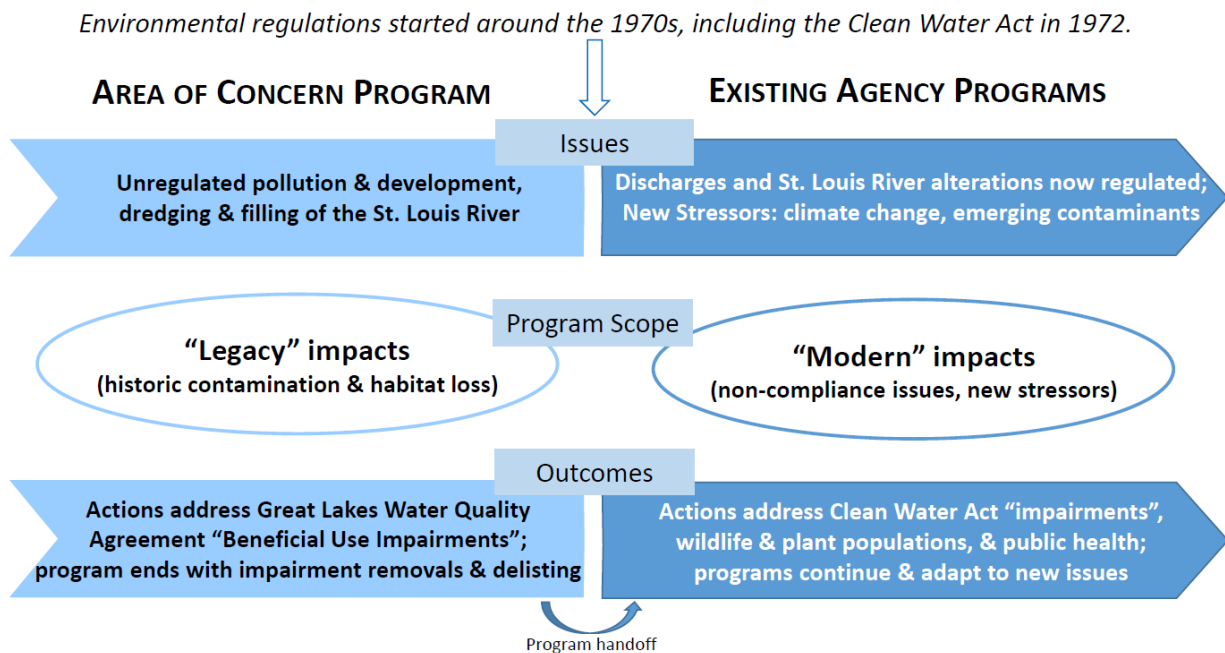 Environmental regulations started around the 1970s, including the Clean Water Act in 1972.
AREA OF CONCERN PROGRAM
EXISTING AGENCY PROGRAMS
Issues
Unregulated pollution & development,
dredging & filling of the St. Louis River
Discharges and St. Louis River alterations now regulated;
New Stressors: climate change, emerging contaminants
Program Scope
“Legacy” impacts
(historic contamination & habitat loss)
“Modern” impacts
(non-compliance issues, new stressors)
Outcomes
Actions address Great Lakes Water Quality
Agreement “Beneficial Use Impairments”;
program ends with impairment removals & delisting
Actions address Clean Water Act “impairments”,
wildlife & plant populations, & public health;
programs continue & adapt to new issues
Program handoff